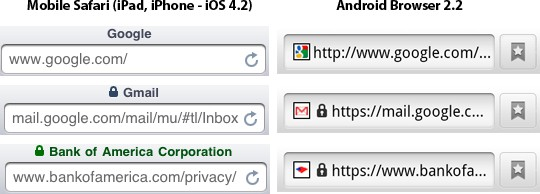 Mobile Safari (iPad, iPhone - iOS 4.2)
Android Browser 2.2
Google
www.google.com/
http://www.google.com/...
Gmail
mail.google.com/mail/mu/#tl/Inbox
https://mail.google.c...
Bank of America Corporation
www.bankofamerica.com/privacy/
https://www.bankofa...